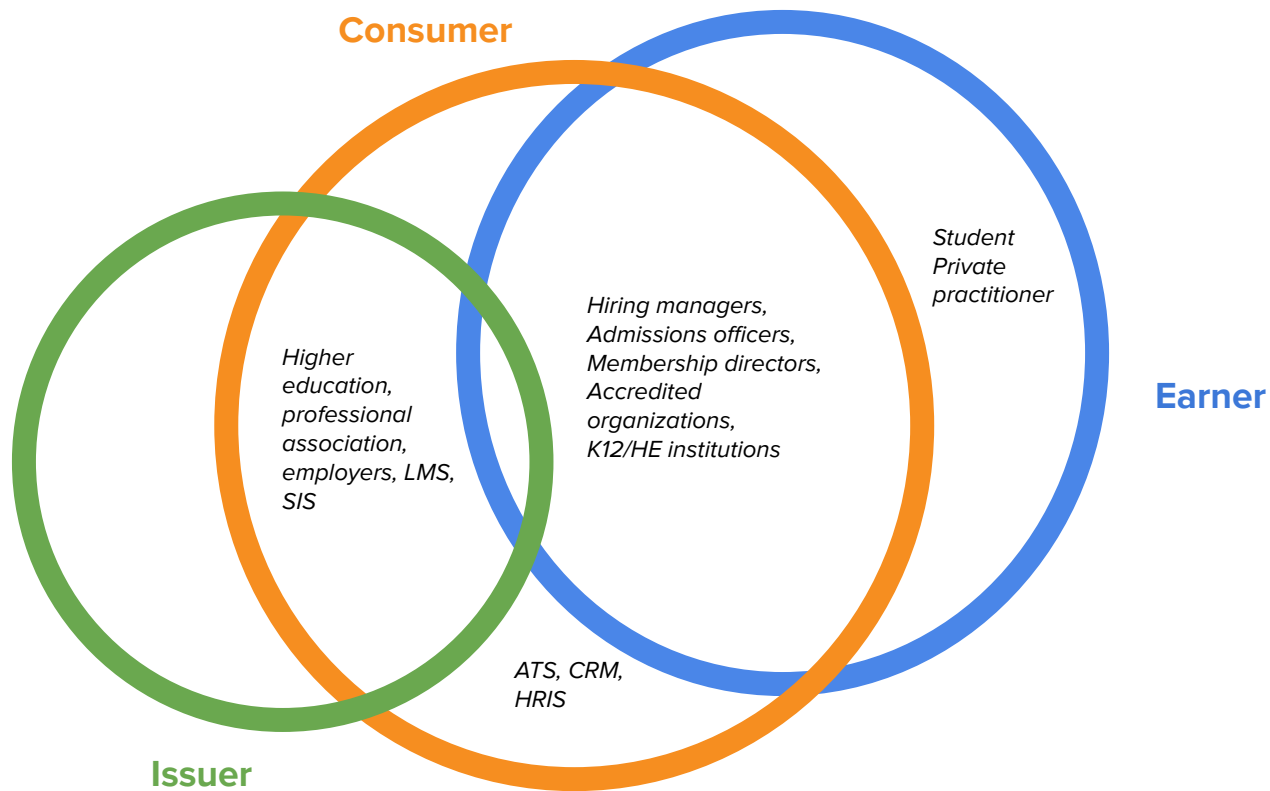 Consumer
Student
Private
practitioner
Hiring managers,
Admissions officers,
Membership directors,
Accredited
organizations,
K12/HE institutions
Higher
education,
professional
association,
employers, LMS,
SIS
Earner
ATS, CRM,
HRIS
Issuer